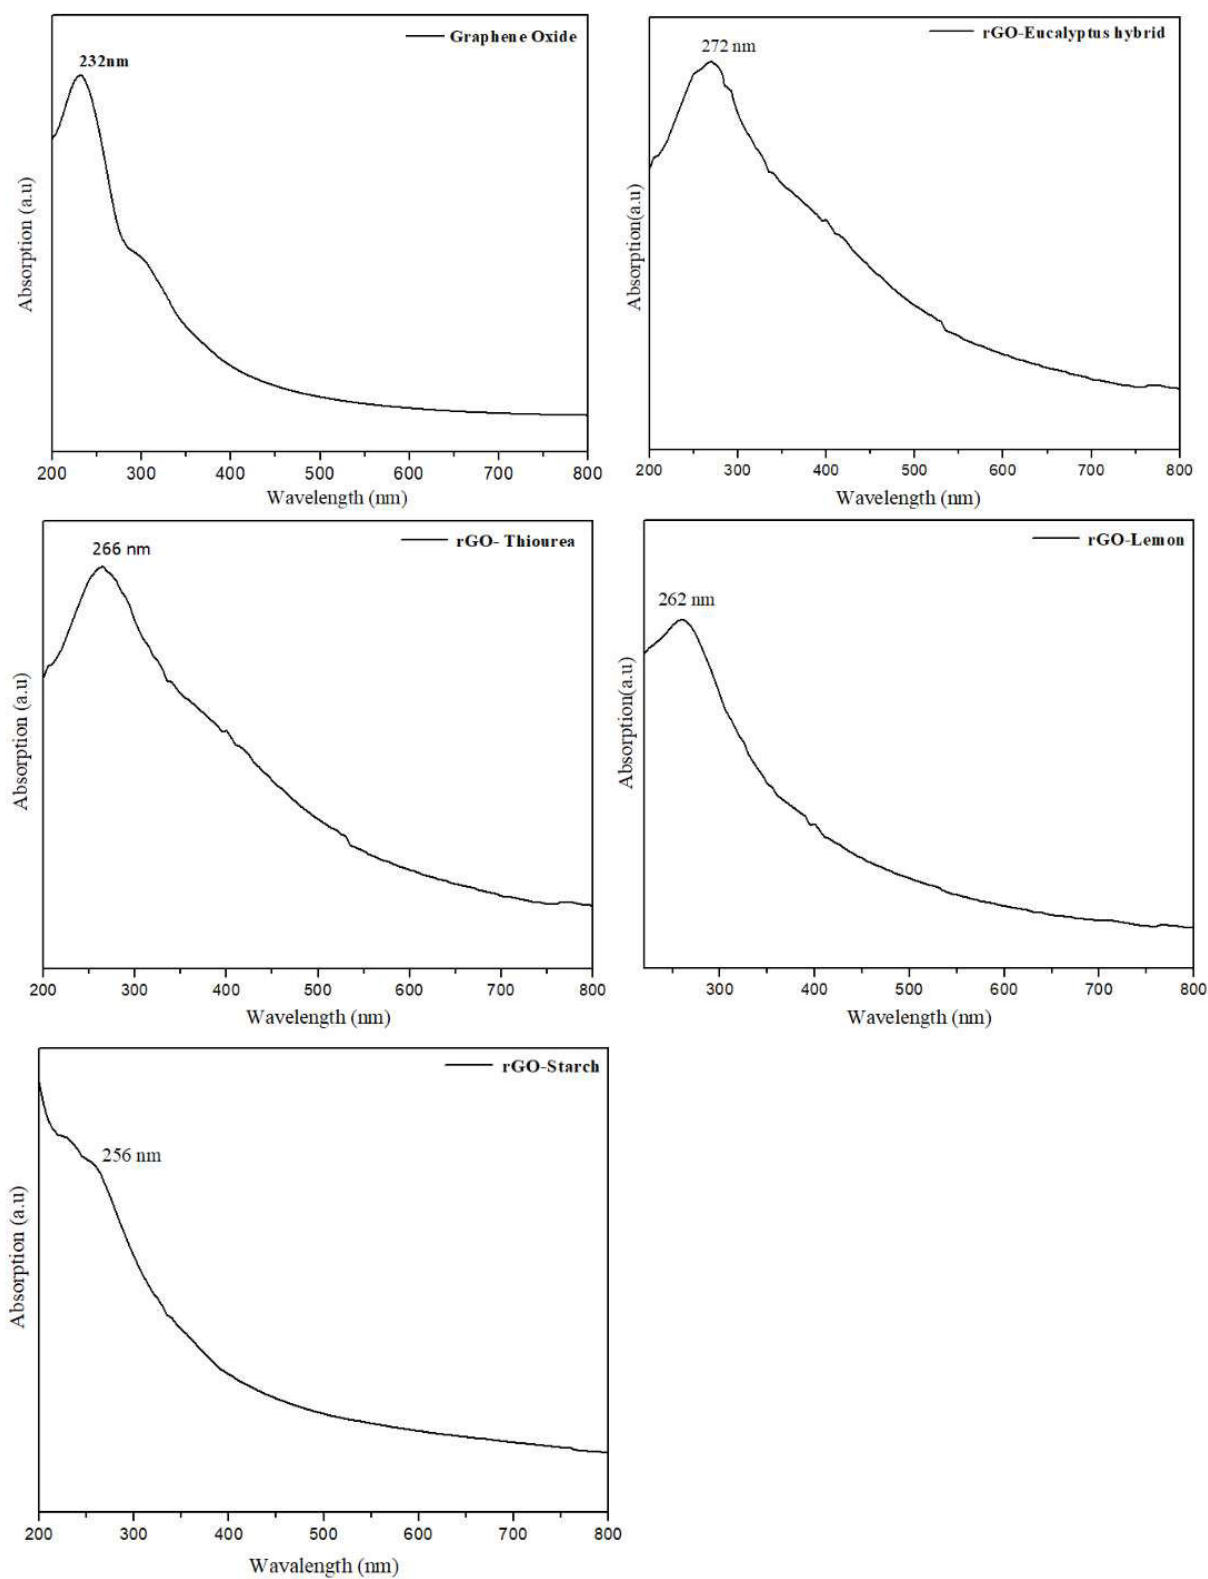 Graphene Oxide
232nm
Absorption (a.u)
200 300 400 500 600 700 800
Wavelength (nm)
rGO-Eucalyptus hybrid
272 nm
Absorption(a.u)
200 300 400 500 600 700 800
Wavelength (nm)
rGO- Thiourea
266 nm
Absorption (a.u)
200 300 400 500 600 700 800
Wavelength (nm)
rGO-Lemon
262 nm
Absorption(a.u)
300 400 500 600 700 800
Wavelength (nm)
rGO-Starch
256 nm
Absorption (a.u)
200 300 400 500 600 700 800
Wavalength (nm)